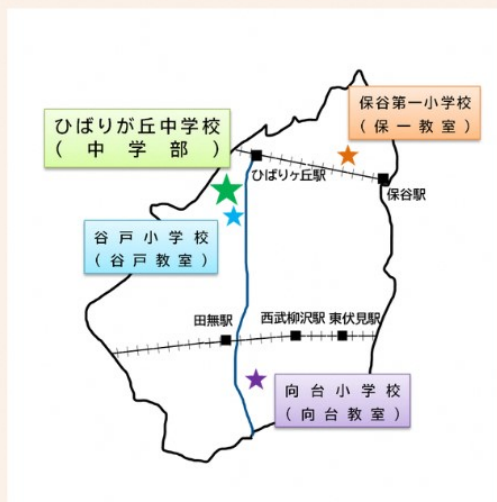 保谷第一小学校
(保一教室)
ひばりが丘中学校
(中学部)
ひばりヶ丘駅
保谷駅
谷戸小学校
(谷戸教室)
田無駅
西武柳沢駅
東伏見駅
向台小学校
(向台教室)